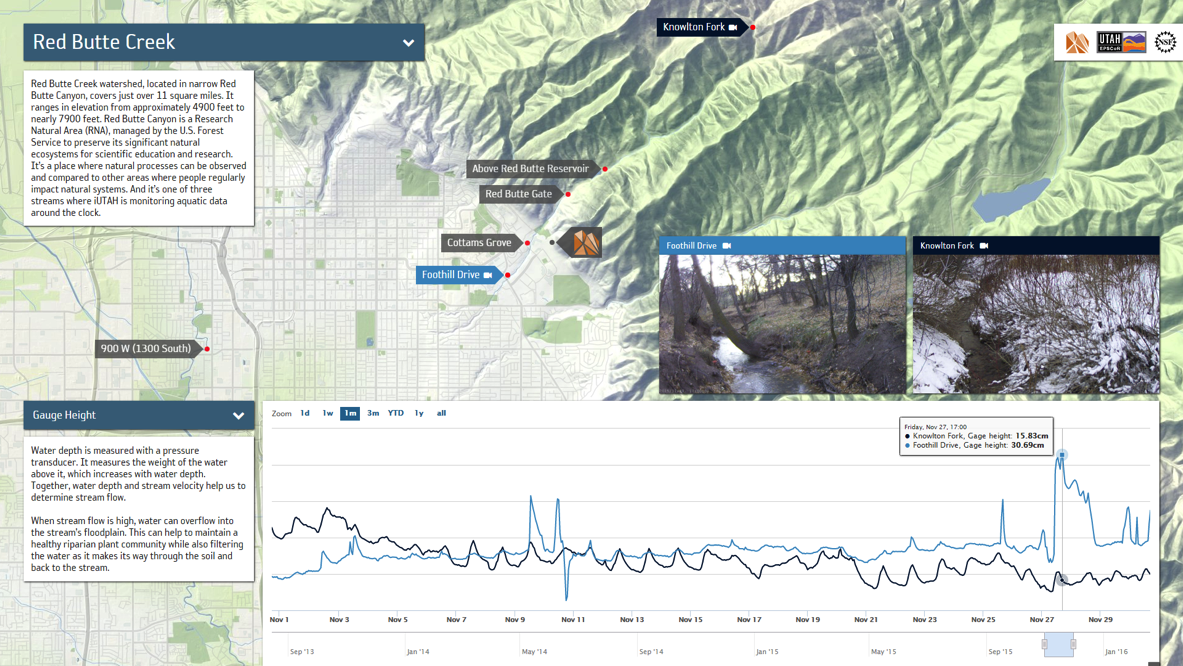 Red Butte Creek
Red Butte Creek watershed, located in narrow Red
Butte Canyon, covers just over 11 square miles. It
ranges in elevation from approximately 4900 feet to
nearly 7900 feet. Red Butte Canyon is a Research
Natural Area (RNA), managed by the U.S. Forest
Service to preserve its significant natural
ecosystems for scientific education and research.
It's a place where natural processes can be observed
and compared to other areas where people regularly
impact natural systems. And it's one of three
streams where iUTAH is monitoring aquatic data
around the clock.
Knowlton Fork
UTAH
EPSCoR
NSF
Above Red Butte Reservoir
Red Butte Gate
Cottams Grove
Foothill Drive
900 W (1300 South)
Foothill Drive
Knowlton Fork
Gauge Height
Water depth is measured with a pressure
transducer. It measures the weight of the water
above it, which increases with water depth.
Together, water depth and stream velocity help us to
determine stream flow.
When stream flow is high, water can overflow into
the stream's floodplain. This can help to maintain a
healthy riparian plant community while also filtering
the water as it makes its way through the soil and
back to the stream.
Zoom 1d 1w 1m 3m YTD 1y all
Friday, Nov 27, 17:00
● Knowlton Fork, Gage height: 15.83cm
● Foothill Drive, Gage height: 30.69cm
Nov 1 Nov 3 Nov 5 Nov 7 Nov 9 Nov 11 Nov 13 Nov 15 Nov 17 Nov 19 Nov 21 Nov 23 Nov 25 Nov 27 Nov 29
Sep '13 Jan '14 May '14 Sep '14 Jan '15 May '15 Sep '15 Jan '16